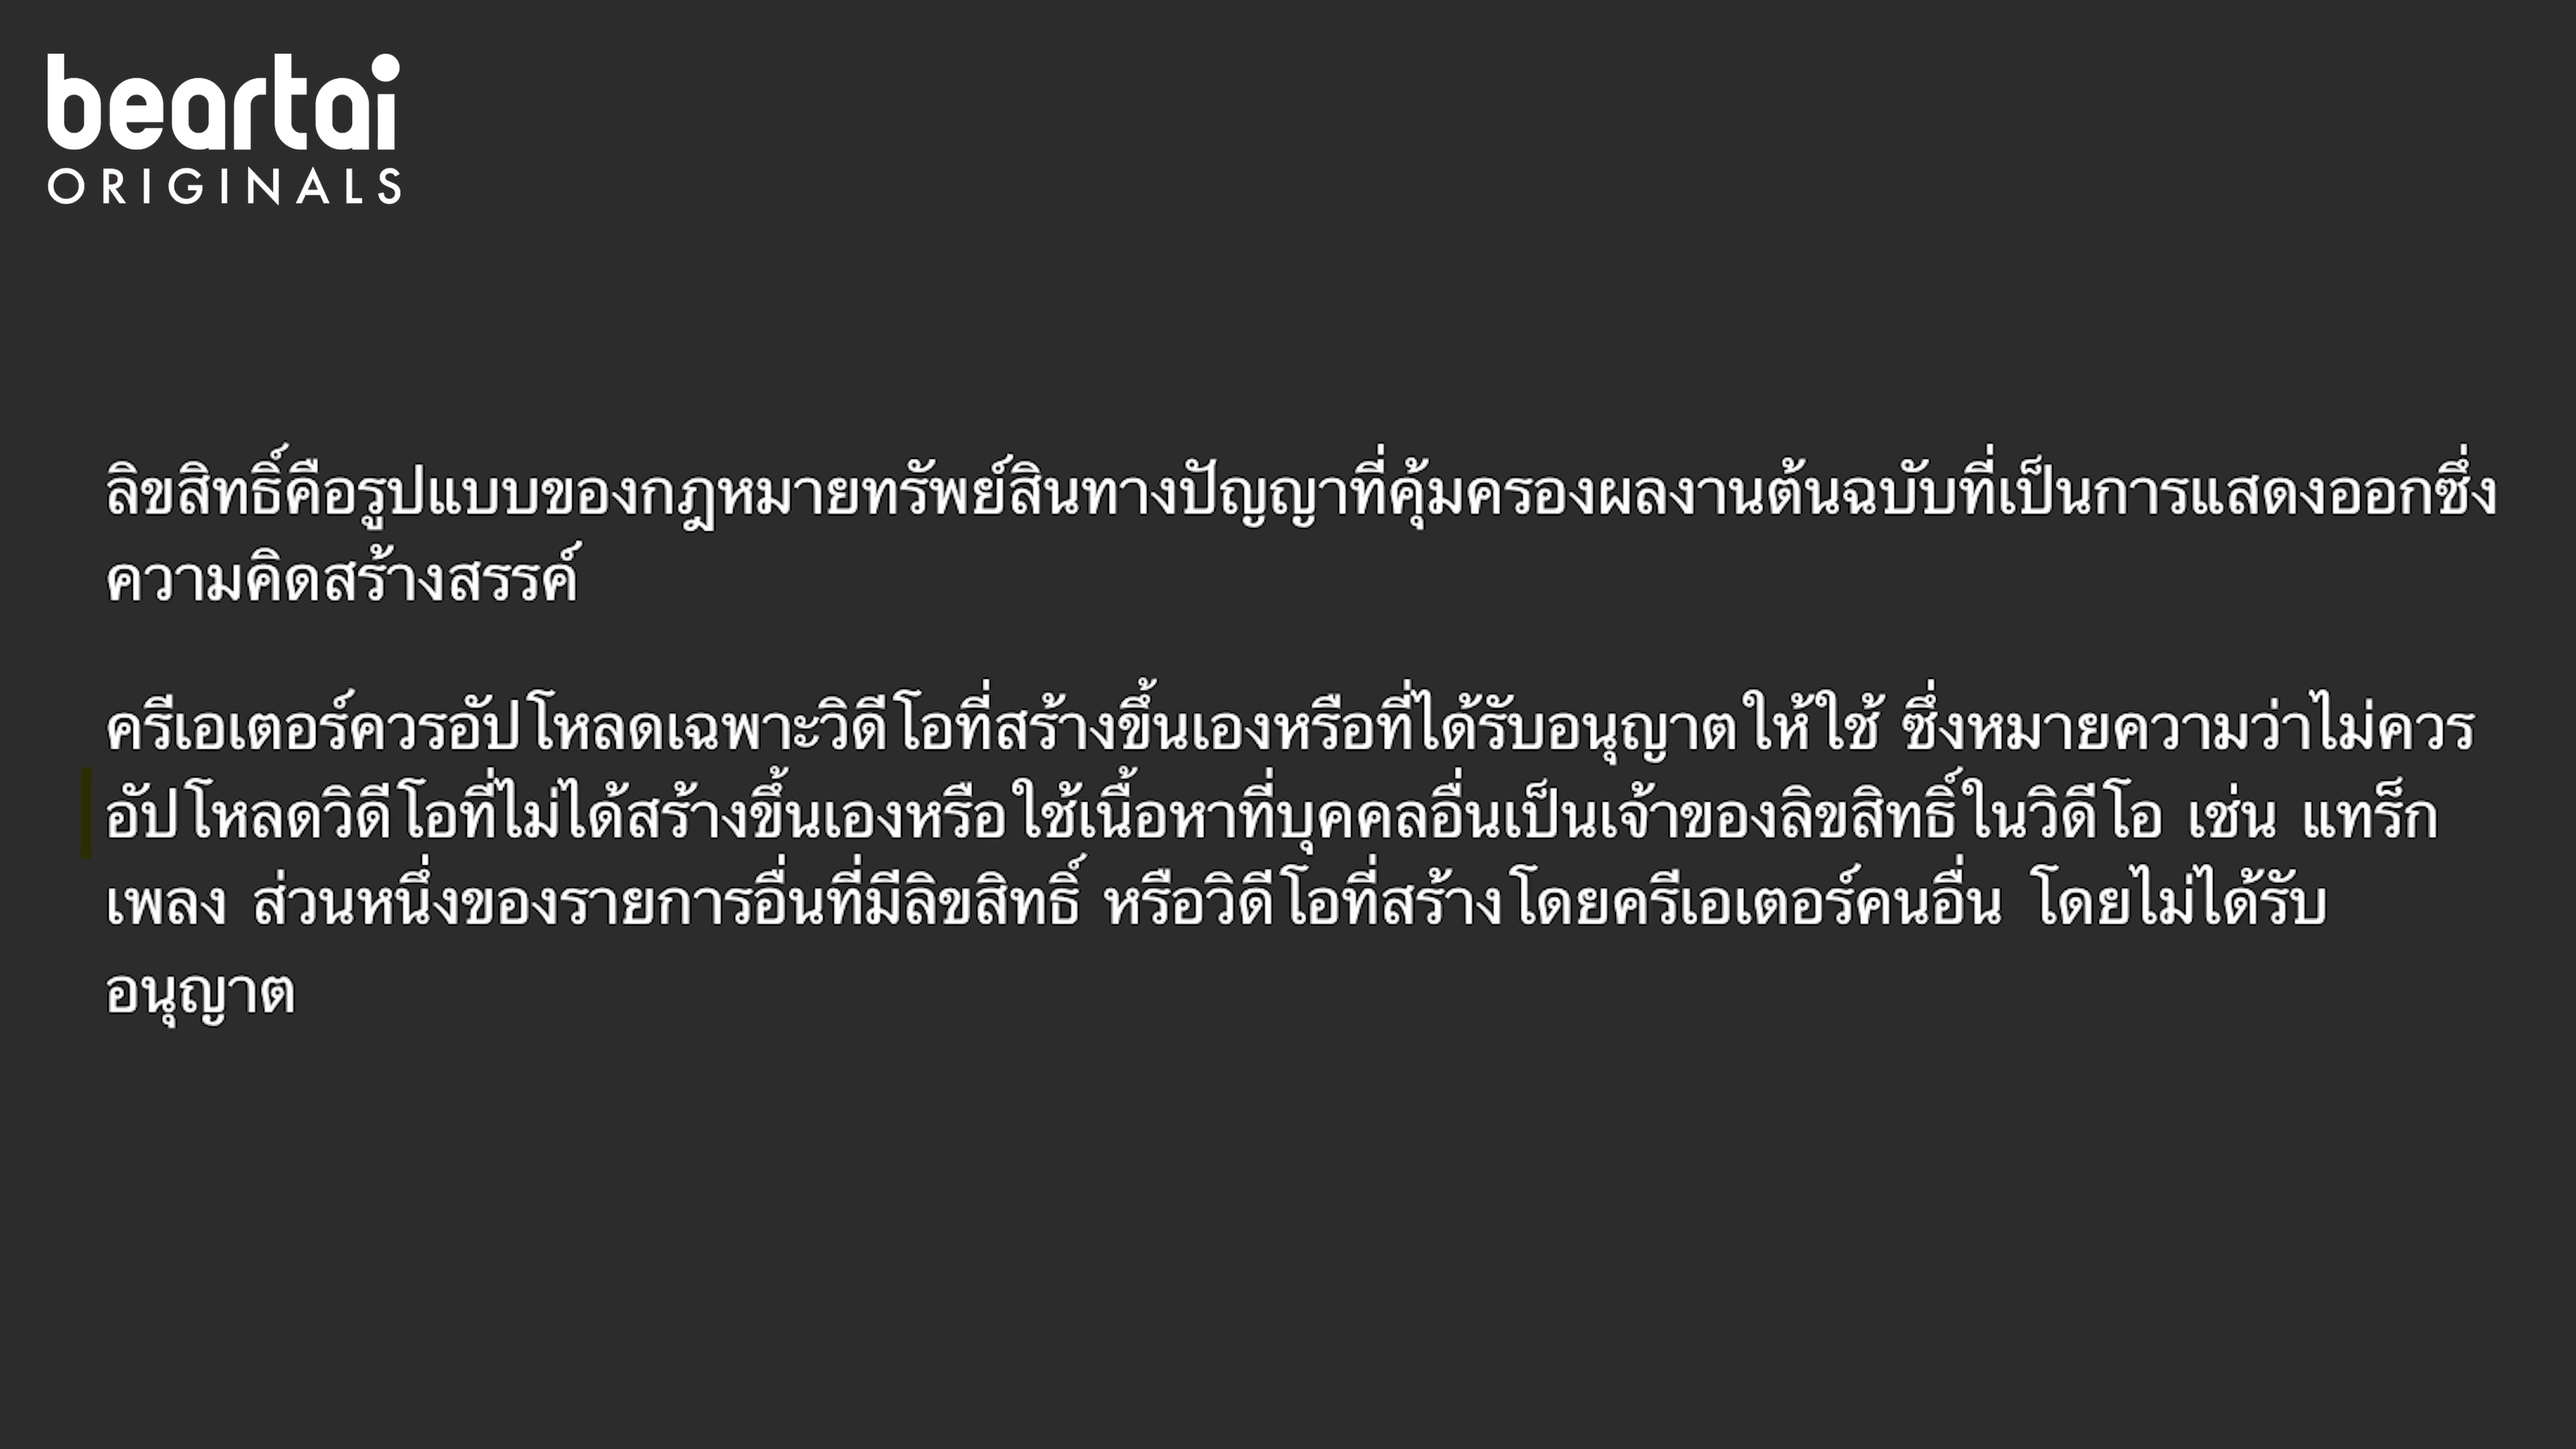 beartai
ORIGINALS
ลิขสิทธิ์คือรูปแบบของกฎหมายทรัพย์สินทางปัญญาที่คุ้มครองผลงานต้นฉบับที่เป็นการแสดงออกซึ่ง
ความคิดสร้างสรรค์
ครีเอเตอร์ควรอัปโหลดเฉพาะวิดีโอที่สร้างขึ้นเองหรือที่ได้รับอนุญาตให้ใช้ ซึ่งหมายความว่าไม่ควร
อัปโหลดวิดีโอที่ไม่ได้สร้างขึ้นเองหรือใช้เนื้อหาที่บุคคลอื่นเป็นเจ้าของลิขสิทธิ์ในวิดีโอ เช่น แทร็ก
เพลง ส่วนหนึ่งของรายการอื่นที่มีลิขสิทธิ์ หรือวิดีโอที่สร้างโดยครีเอเตอร์คนอื่น โดยไม่ได้รับ
อนุญาต